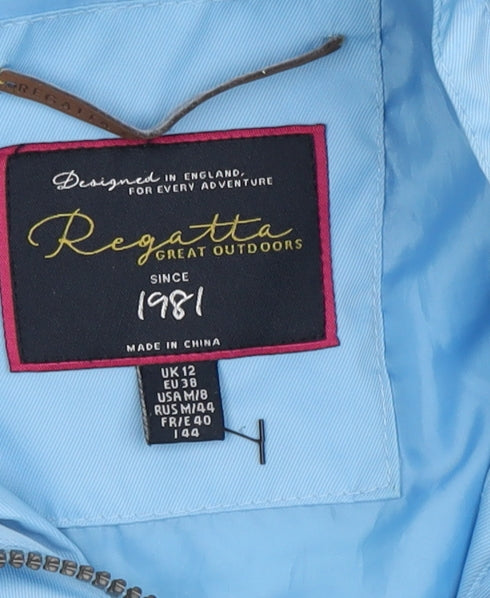 REGATTA
Designed IN ENGLAND,
FOR EVERY ADVENTURE
Regatta
GREAT OUTDOORS
SINCE
1981
MADE IN CHINA
UK 12
EU 38
USA M/8
RUS M/44
FR/E 40
I 44